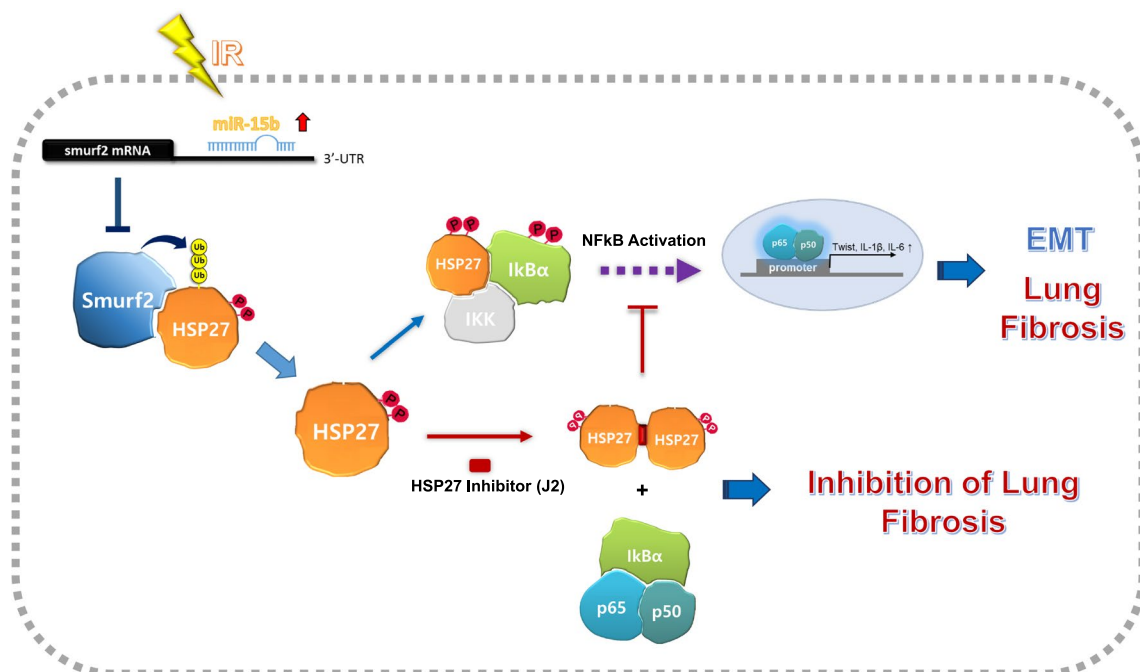 IR
miR-15b
smurf2 mRNA
3′-UTR
Smurf2
Ub
Ub
Ub
HSP27
P
P
HSP27
P
P
P
P
HSP27
IkBα
IKK
NFkB Activation
p65
p50
promoter
Twist, IL-1β, IL-6 ↑
EMT
Lung
Fibrosis
HSP27
P
P
HSP27 Inhibitor (J2)
P
P
HSP27
HSP27
P
P
+
IkBα
p65
p50
Inhibition of Lung
Fibrosis